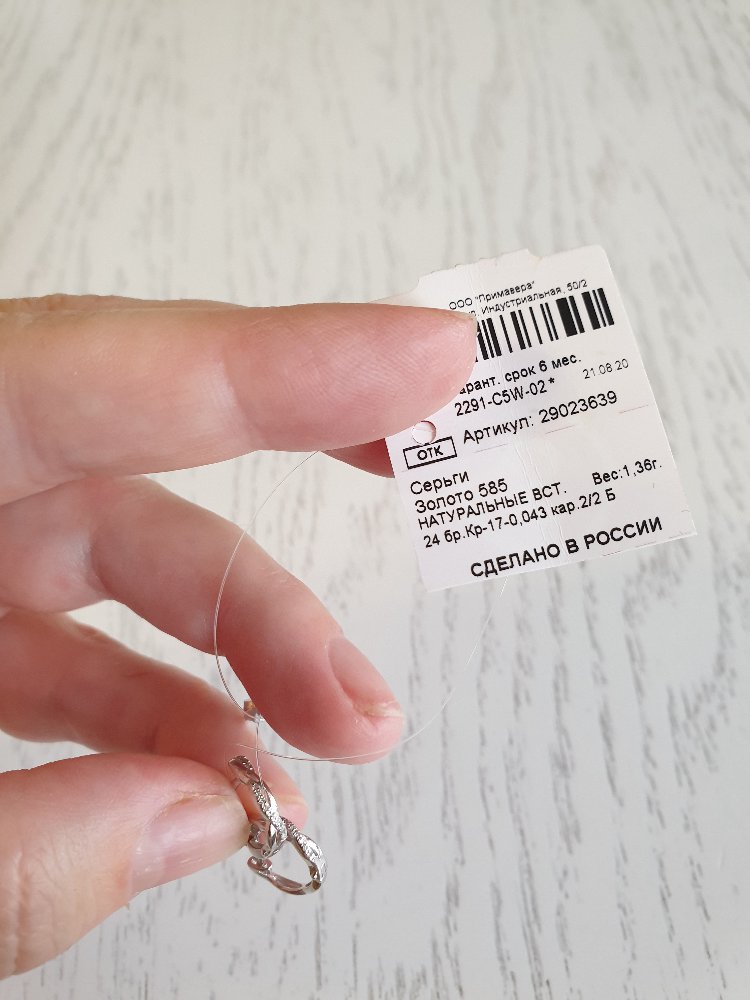 ООО "Примавера"
Индустриальная, 50/2
гарант. срок 6 мес.
2291-C5W-02* 21.08.20
Артикул: 29023639
ОТК
Серьги
Золото 585 Вес:1,36г.
НАТУРАЛЬНЫЕ ВСТ.
24 бр.Кр-17-0,043 кар.2/2 Б
СДЕЛАНО В РОССИИ